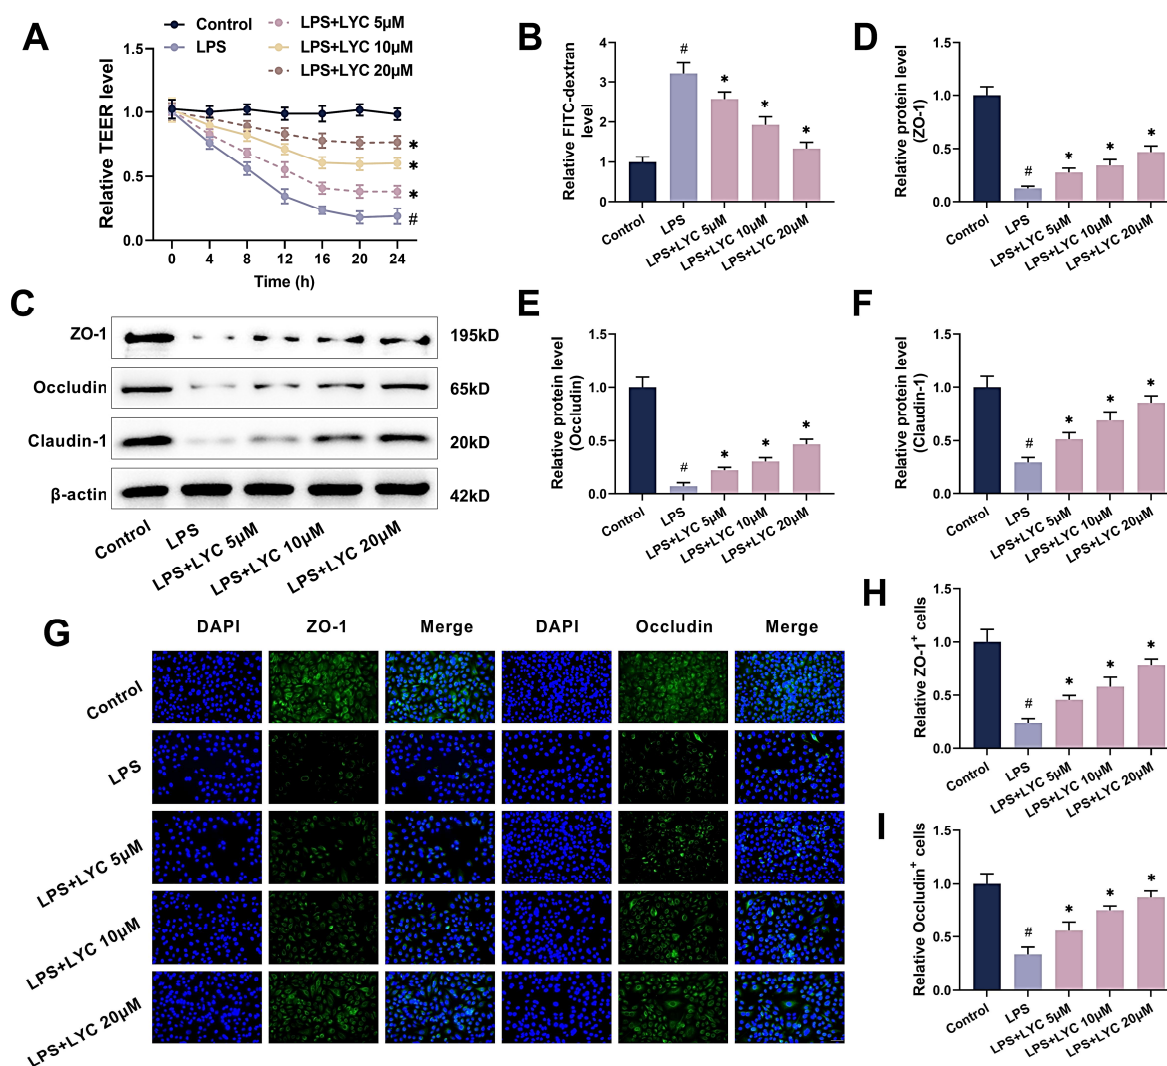 A
Control
LPS
LPS+LYC 5μM
LPS+LYC 10μM
LPS+LYC 20μM
Relative TEER level
1.5
1.0
0.5
0.0
*
*
*
#
0 4 8 12 16 20 24
Time (h)
B
Relative FITC-dextran
level
4
3
2
1
0
# * * *
Control
LPS
LPS+LYC 5μM
LPS+LYC 10μM
LPS+LYC 20μM
D
Relative protein level
(ZO-1)
1.5
1.0
0.5
0.0
# * * *
Control
LPS
LPS+LYC 5μM
LPS+LYC 10μM
LPS+LYC 20μM
C
ZO-1 195kD
Occludin 65kD
Claudin-1 20kD
β-actin 42kD
Control
LPS
LPS+LYC 5μM
LPS+LYC 10μM
LPS+LYC 20μM
E
Relative protein level
(Occludin)
1.5
1.0
0.5
0.0
# * * *
Control
LPS
LPS+LYC 5μM
LPS+LYC 10μM
LPS+LYC 20μM
F
Relative protein level
(Claudin-1)
1.5
1.0
0.5
0.0
# * * *
Control
LPS
LPS+LYC 5μM
LPS+LYC 10μM
LPS+LYC 20μM
G
DAPI ZO-1 Merge DAPI Occludin Merge
Control
LPS
LPS+LYC 5μM
LPS+LYC 10μM
LPS+LYC 20μM
H
Relative ZO-1⁺ cells
1.5
1.0
0.5
0.0
# * * *
Control
LPS
LPS+LYC 5μM
LPS+LYC 10μM
LPS+LYC 20μM
I
Relative Occludin⁺ cells
1.5
1.0
0.5
0.0
# * * *
Control
LPS
LPS+LYC 5μM
LPS+LYC 10μM
LPS+LYC 20μM